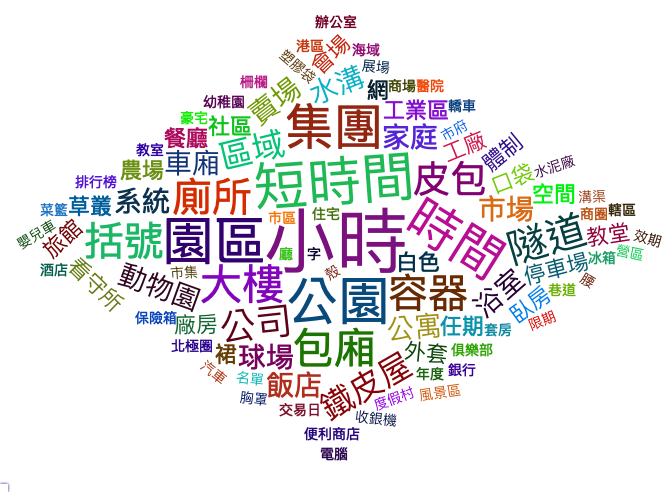 辦公室
港區
會場
海域
塑膠袋
展場
柵欄
水溝
網
商場
醫院
幼稚園
賣場
集團
工業區
轎車
豪宅
社區
家庭
市府
教室
餐廳
區域
工廠
體制
排行榜
農場
車廂
短時間
皮包
口袋
水泥廠
菜籃
草叢
系統
廁所
空間
溝渠
嬰兒車
旅館
括號
園區
市區
住宅
小時
時間
市場
商圈
轄區
隧道
教堂
效期
營區
酒店
看守所
動物園
市集
大樓
廳
字
殼
白色
浴室
停車場
冰箱
腰
公園
容器
臥房
巷道
保險箱
廠房
公司
公寓
任期
套房
限期
北極圈
裙
球場
包廂
外套
俱樂部
汽車
名單
飯店
鐵皮屋
年度
銀行
胸罩
交易日
收銀機
度假村
風景區
便利商店
電腦